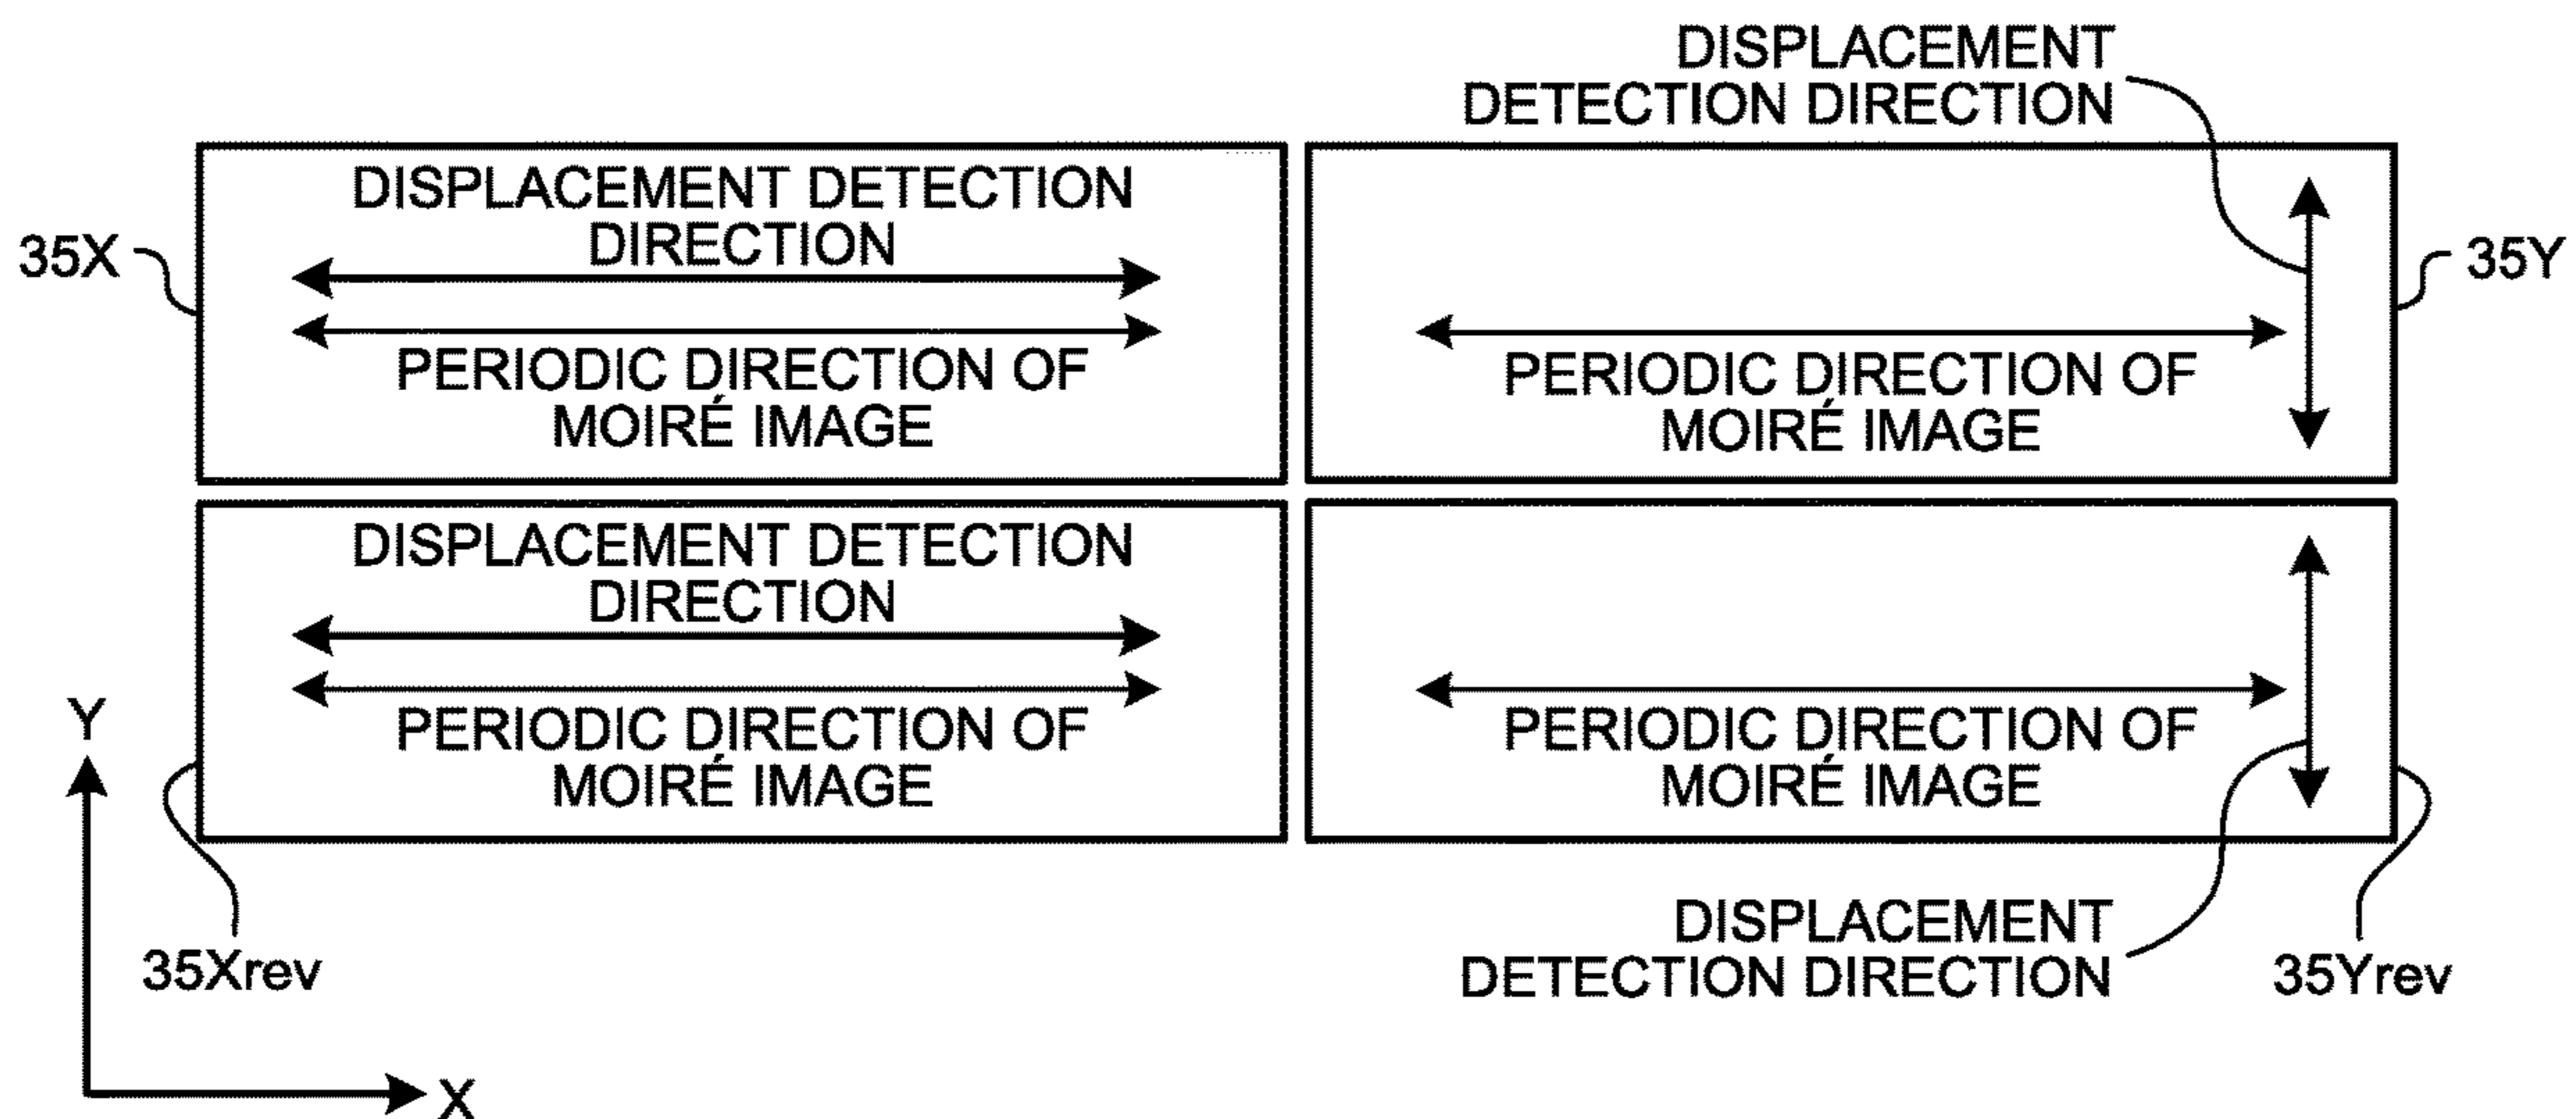 DISPLACEMENT
DETECTION DIRECTION
35X
DISPLACEMENT DETECTION
DIRECTION
PERIODIC DIRECTION OF
MOIRÉ IMAGE
PERIODIC DIRECTION OF
MOIRÉ IMAGE
35Y
DISPLACEMENT DETECTION
DIRECTION
PERIODIC DIRECTION OF
MOIRÉ IMAGE
PERIODIC DIRECTION OF
MOIRÉ IMAGE
Y
35Xrev
DISPLACEMENT
DETECTION DIRECTION
35Yrev
X